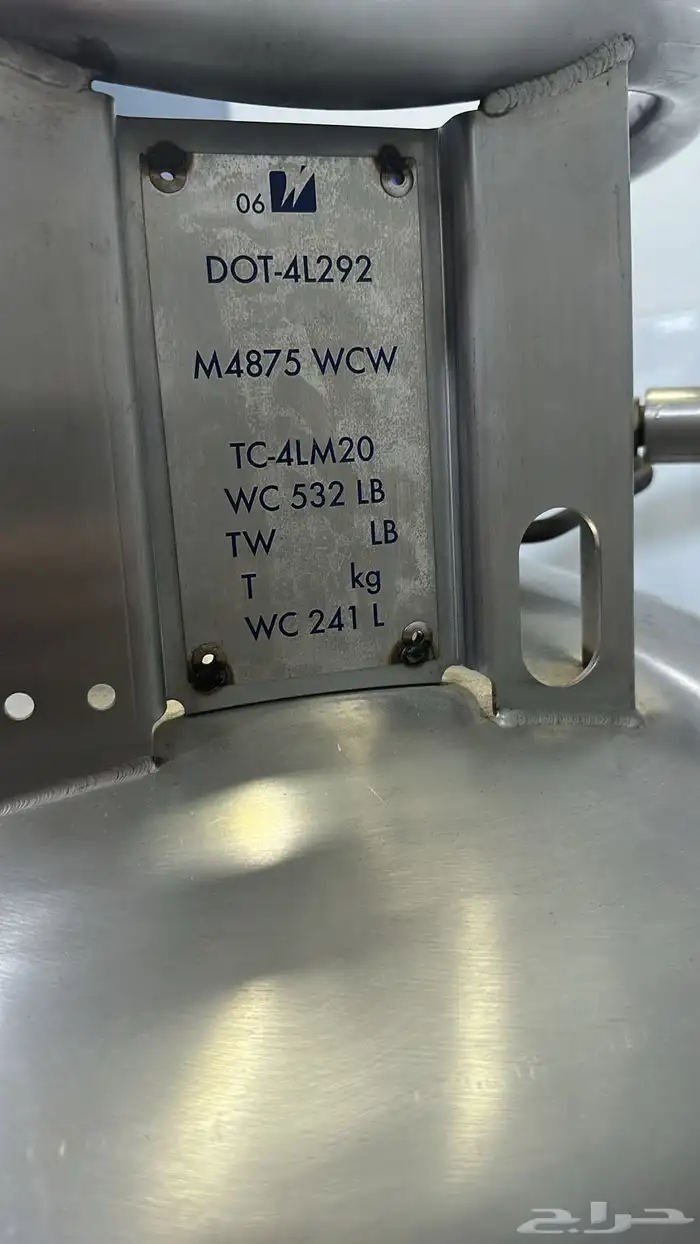 06 W
DOT-4L292
M4875 WCW
TC-4LM20
WC 532 LB
TW LB
T kg
WC 241 L
حراج